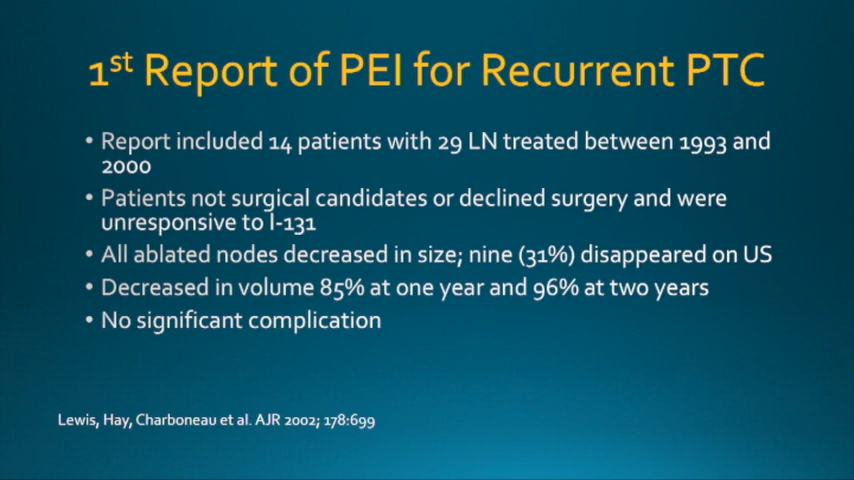 1st Report of PEI for Recurrent PTC
• Report included 14 patients with 29 LN treated between 1993 and
2000
• Patients not surgical candidates or declined surgery and were
unresponsive to I-131
• All ablated nodes decreased in size; nine (31%) disappeared on US
• Decreased in volume 85% at one year and 96% at two years
• No significant complication
Lewis, Hay, Charboneau et al. AJR 2002; 178:699